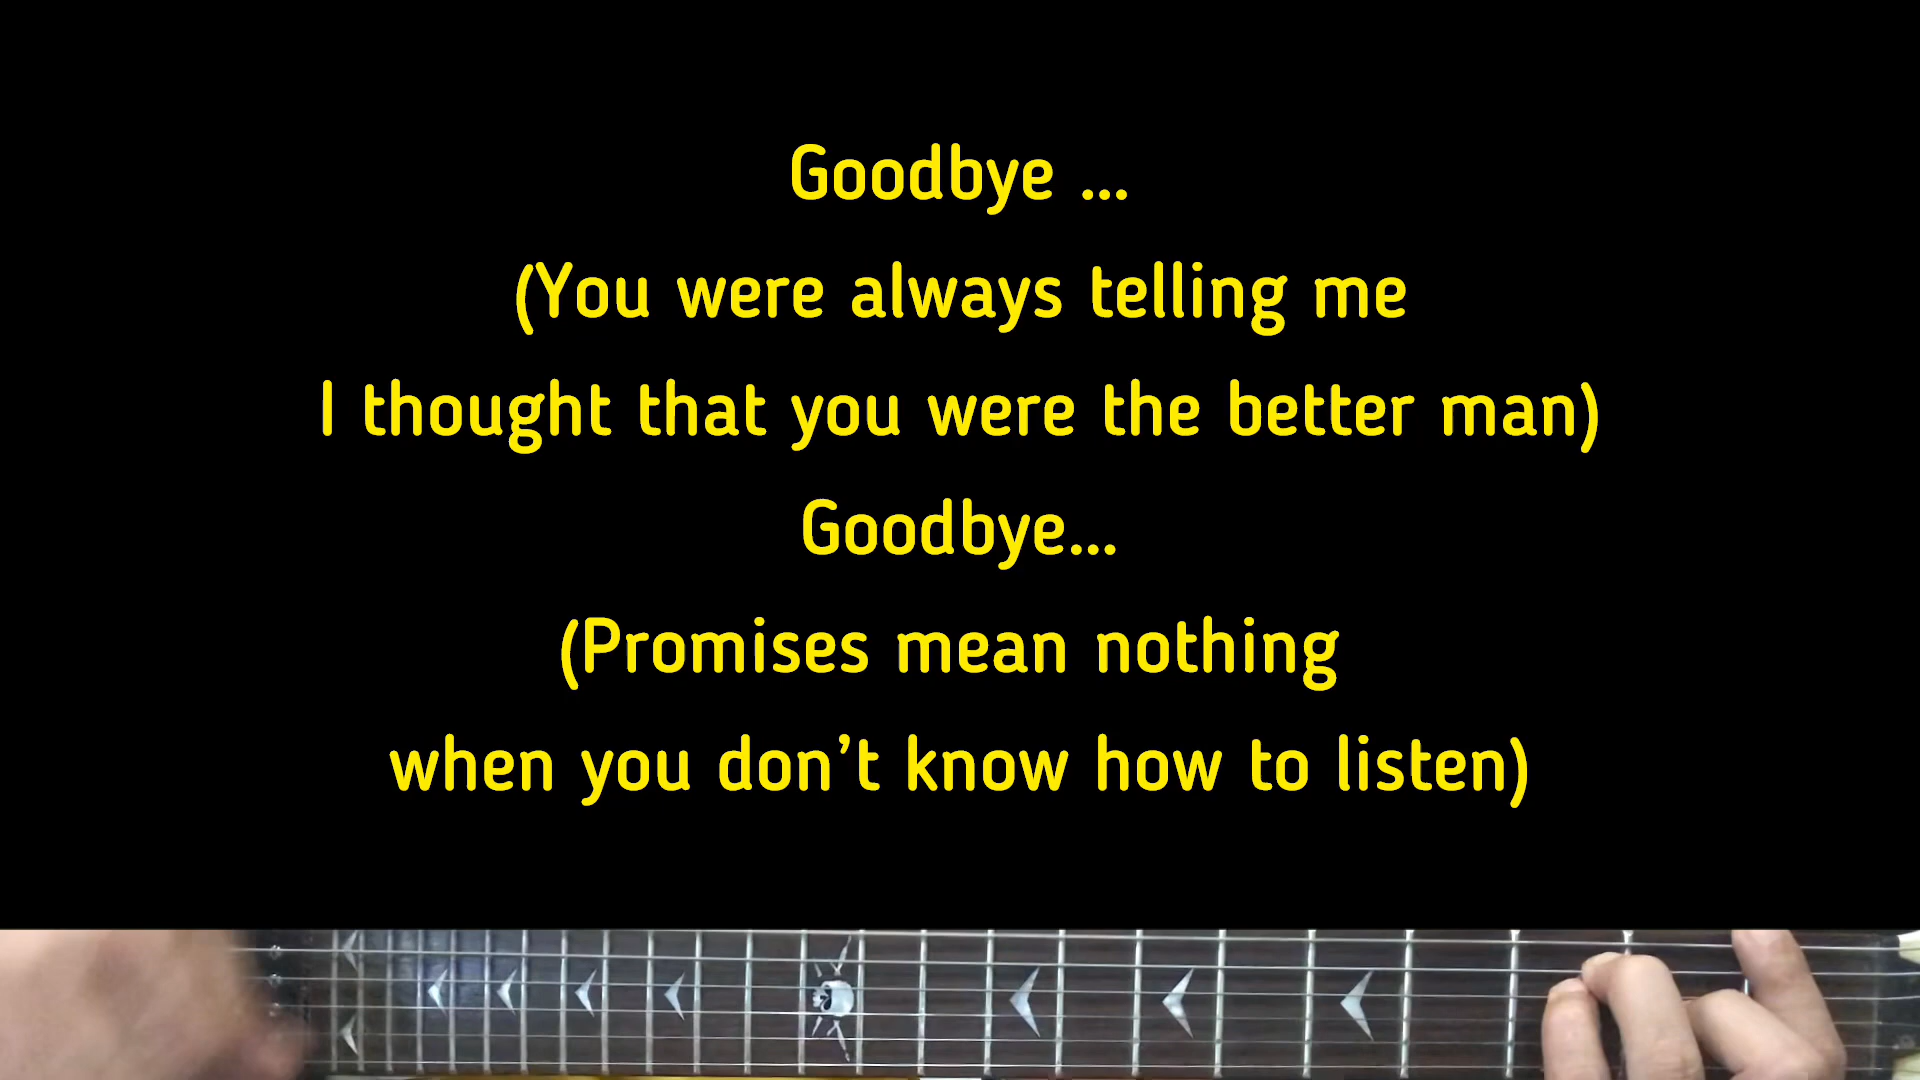 Goodbye ...
(You were always telling me
I thought that you were the better man)
Goodbye...
(Promises mean nothing
when you don’t know how to listen)